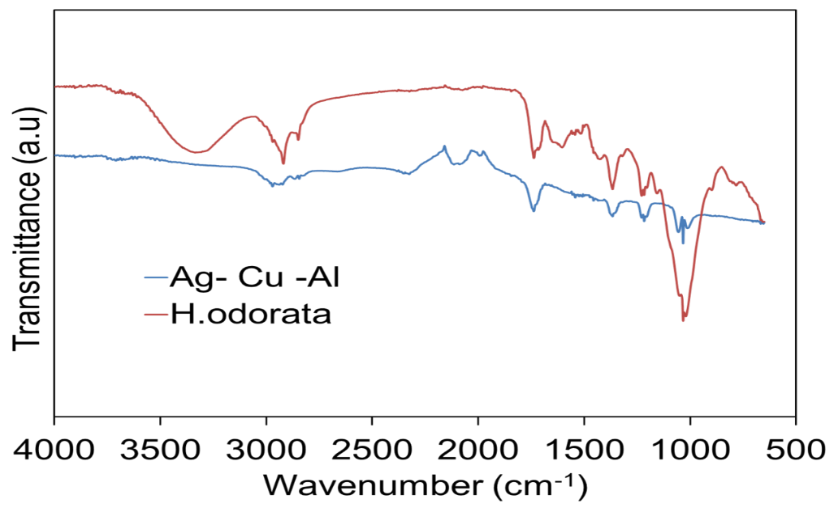 Transmittance (a.u)
Ag- Cu -Al
H.odorata
4000 3500 3000 2500 2000 1500 1000 500
Wavenumber (cm-1)